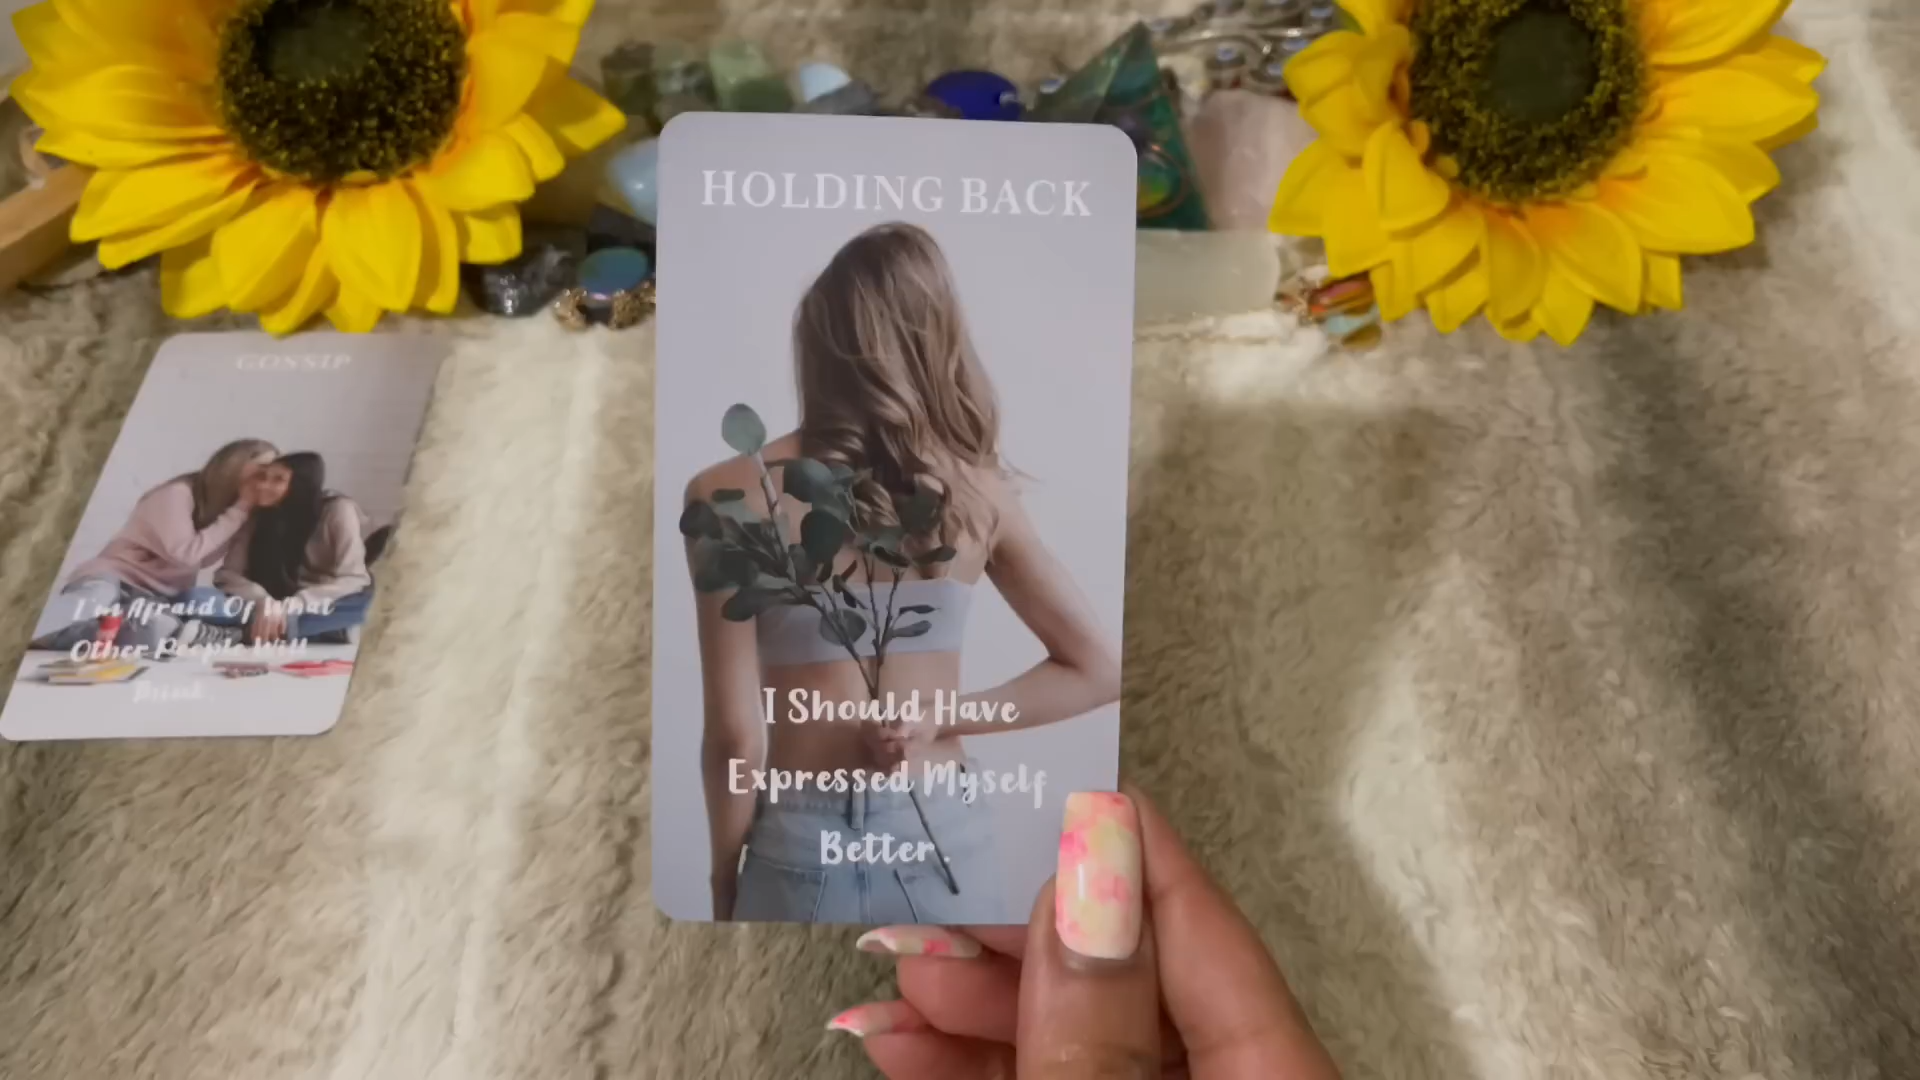 HOLDING BACK
I Should Have
Expressed Myself
Better.
GOSSIP
I'm Afraid Of What
Other People Will
Think.